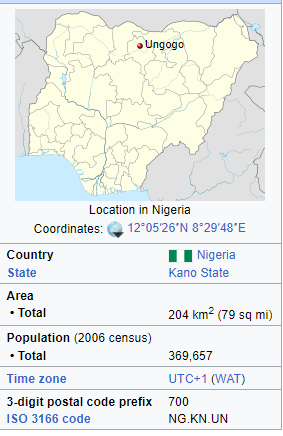 Ungogo
Location in Nigeria
Coordinates: 12°05′26″N 8°29′48″E
Country Nigeria
State Kano State
Area
• Total 204 km² (79 sq mi)
Population (2006 census)
• Total 369,657
Time zone UTC+1 (WAT)
3-digit postal code prefix 700
ISO 3166 code NG.KN.UN